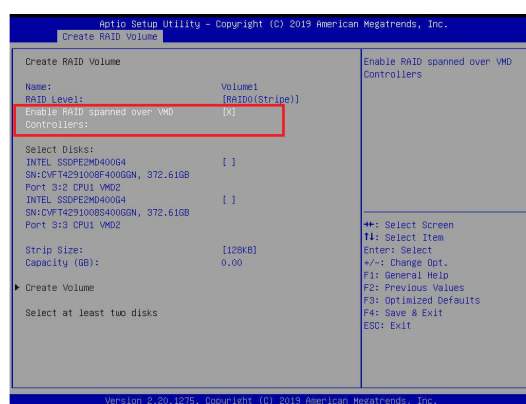 Aptio Setup Utility – Copyright (C) 2019 American Megatrends, Inc.
Create RAID Volume
Create RAID Volume
Name: Volume1
RAID Level: [RAID0(Stripe)]
Enable RAID spanned over VMD [X]
Controllers:
Select Disks:
INTEL SSDPE2MD400G4 [ ]
SN:CVFT4291008F400GGN, 372.61GB
Port 3:2 CPU1 VMD2
INTEL SSDPE2MD400G4 [ ]
SN:CVFT4291008S400GGN, 372.61GB
Port 3:3 CPU1 VMD2
Strip Size: [128KB]
Capacity (GB): 0.00
Create Volume
Select at least two disks
Enable RAID spanned over VMD
Controllers
→←: Select Screen
↑↓: Select Item
Enter: Select
+/-: Change Opt.
F1: General Help
F2: Previous Values
F3: Optimized Defaults
F4: Save & Exit
ESC: Exit
Version 2.20.1275. Copyright (C) 2019 American Megatrends, Inc.